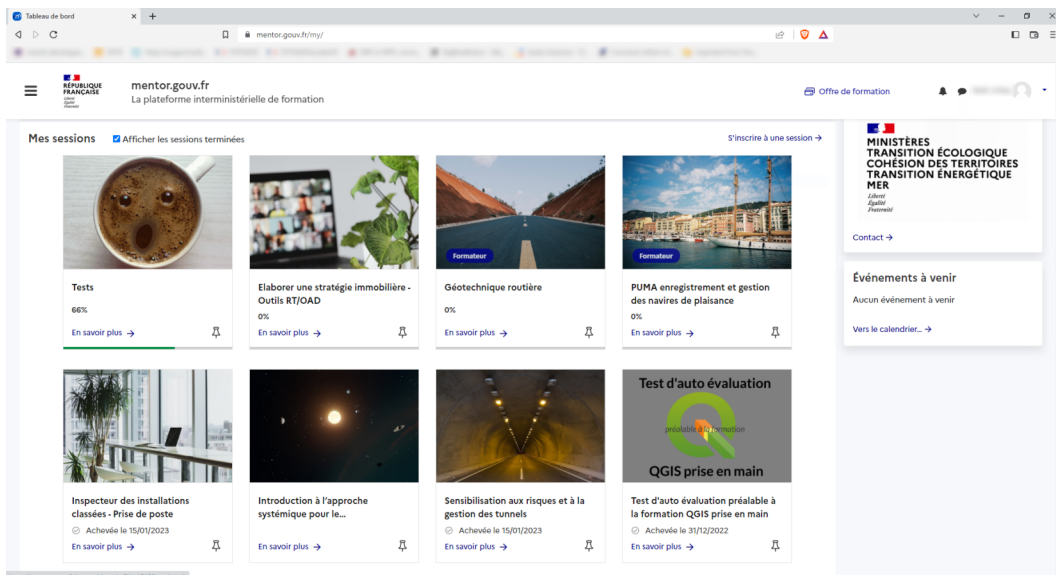 Tableau de bord
mentor.gouv.fr/my/
RÉPUBLIQUE
FRANÇAISE
Liberté
Égalité
Fraternité
mentor.gouv.fr
La plateforme interministérielle de formation
Offre de formation
Mes sessions
Afficher les sessions terminées
S'inscrire à une session →
Tests
66%
En savoir plus →
Elaborer une stratégie immobilière -
Outils RT/OAD
0%
En savoir plus →
Formateur
Géotechnique routière
0%
En savoir plus →
Formateur
PUMA enregistrement et gestion
des navires de plaisance
0%
En savoir plus →
Inspecteur des installations
classées - Prise de poste
Achevée le 15/01/2023
En savoir plus →
Introduction à l'approche
systémique pour le...
En savoir plus →
Sensibilisation aux risques et à la
gestion des tunnels
Achevée le 15/01/2023
En savoir plus →
Test d'auto évaluation
préalable à la formation
QGIS prise en main
Test d'auto évaluation préalable à
la formation QGIS prise en main
Achevée le 31/12/2022
En savoir plus →
MINISTÈRES
TRANSITION ÉCOLOGIQUE
COHÉSION DES TERRITOIRES
TRANSITION ÉNERGÉTIQUE
MER
Liberté
Égalité
Fraternité
Contact →
Événements à venir
Aucun événement à venir
Vers le calendrier... →